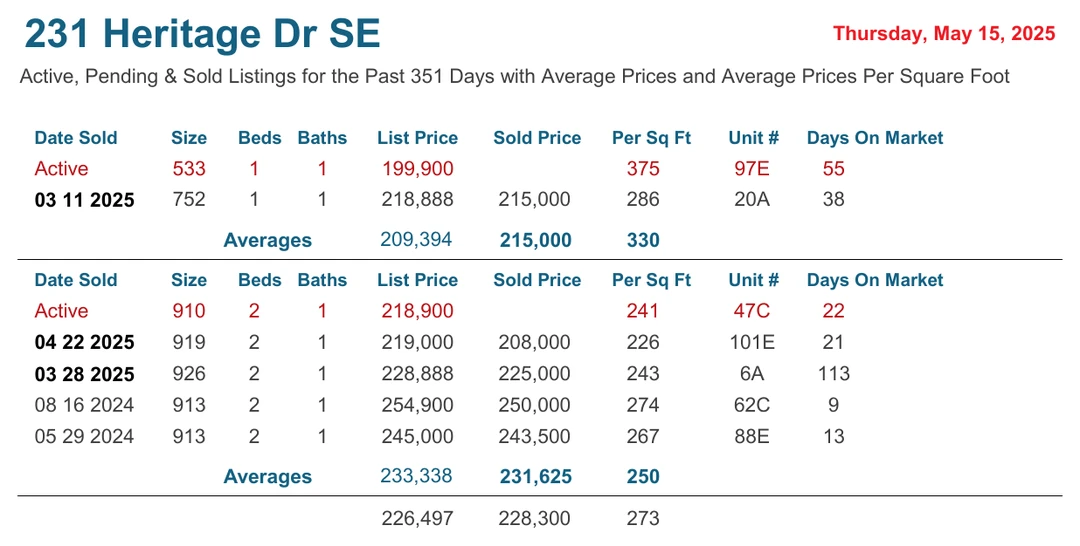 231 Heritage Dr SE
Thursday, May 15, 2025
Active, Pending & Sold Listings for the Past 351 Days with Average Prices and Average Prices Per Square Foot
Date Sold Size Beds Baths List Price Sold Price Per Sq Ft Unit # Days On Market
Active 533 1 1 199,900 375 97E 55
03 11 2025 752 1 1 218,888 215,000 286 20A 38
Averages 209,394 215,000 330
Date Sold Size Beds Baths List Price Sold Price Per Sq Ft Unit # Days On Market
Active 910 2 1 218,900 241 47C 22
04 22 2025 919 2 1 219,000 208,000 226 101E 21
03 28 2025 926 2 1 228,888 225,000 243 6A 113
08 16 2024 913 2 1 254,900 250,000 274 62C 9
05 29 2024 913 2 1 245,000 243,500 267 88E 13
Averages 233,338 231,625 250
226,497 228,300 273